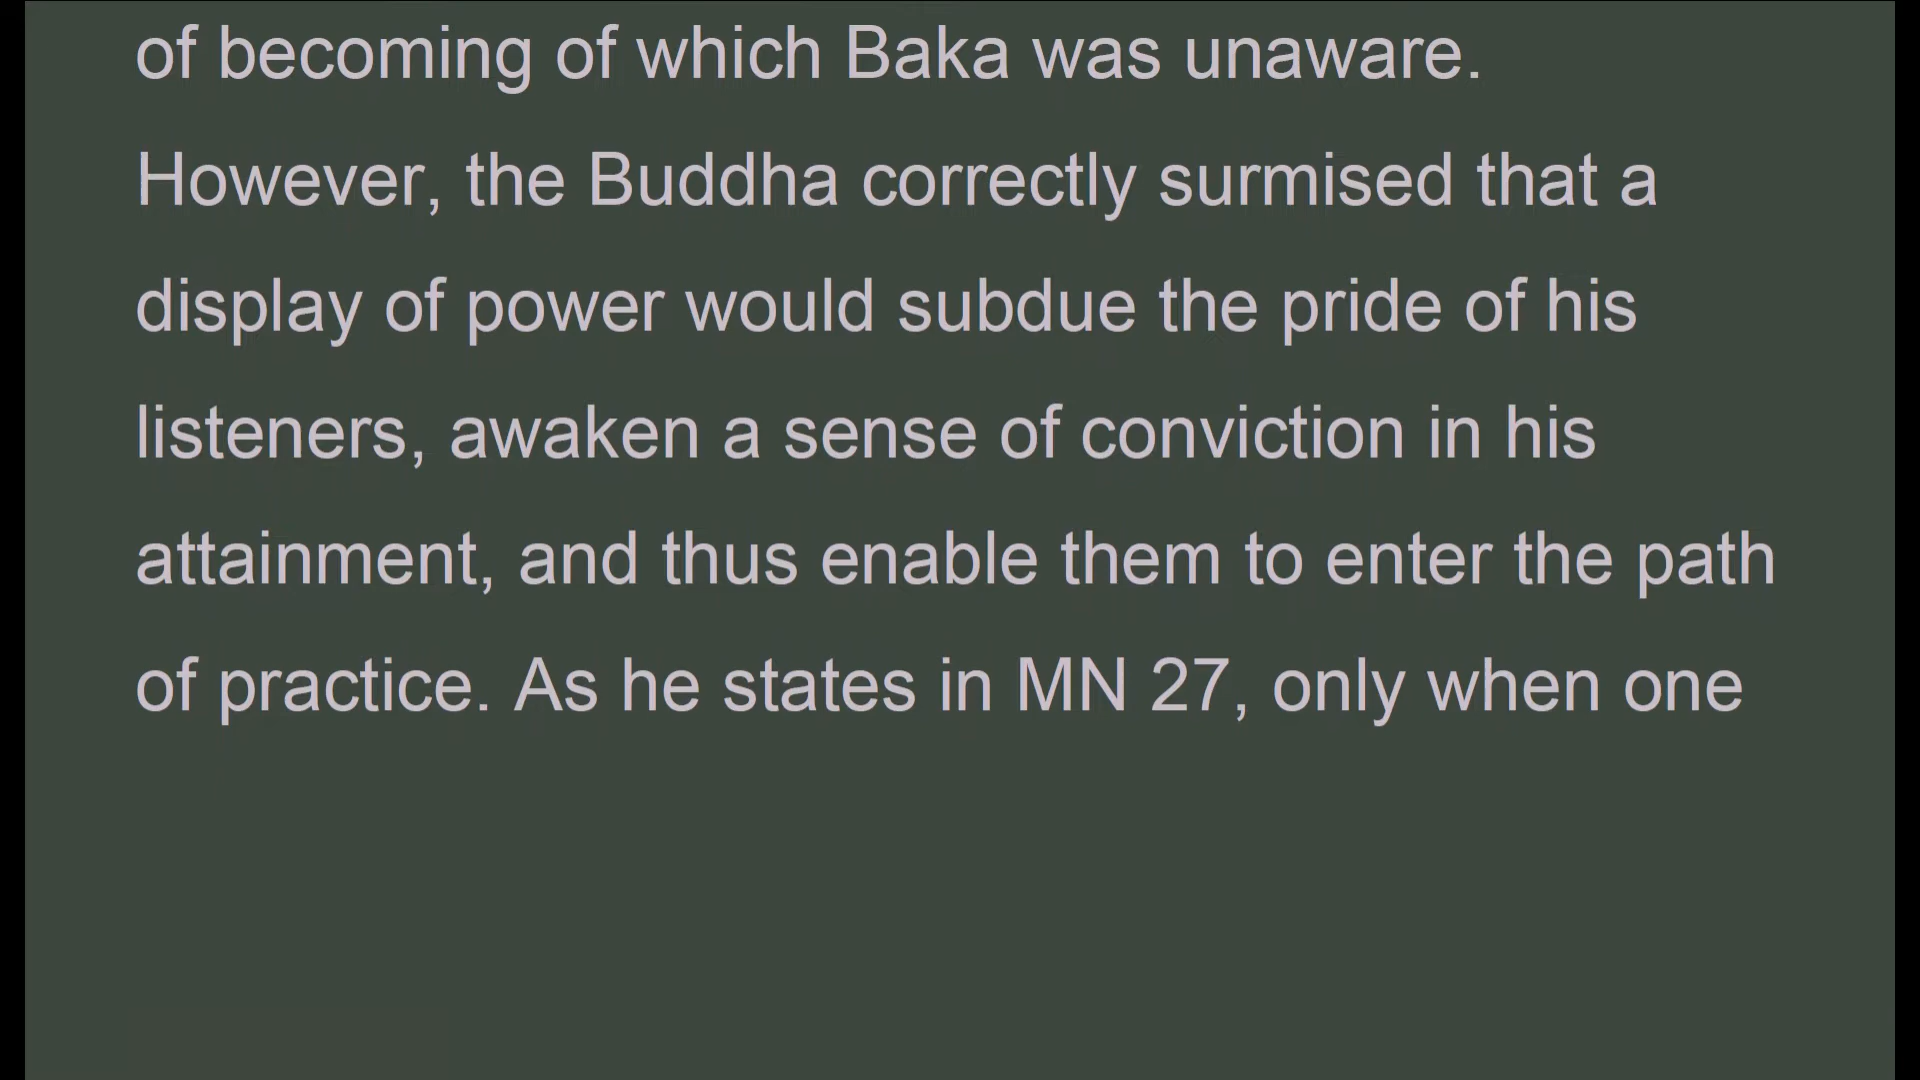 of becoming of which Baka was unaware.
However, the Buddha correctly surmised that a
display of power would subdue the pride of his
listeners, awaken a sense of conviction in his
attainment, and thus enable them to enter the path
of practice. As he states in MN 27, only when one